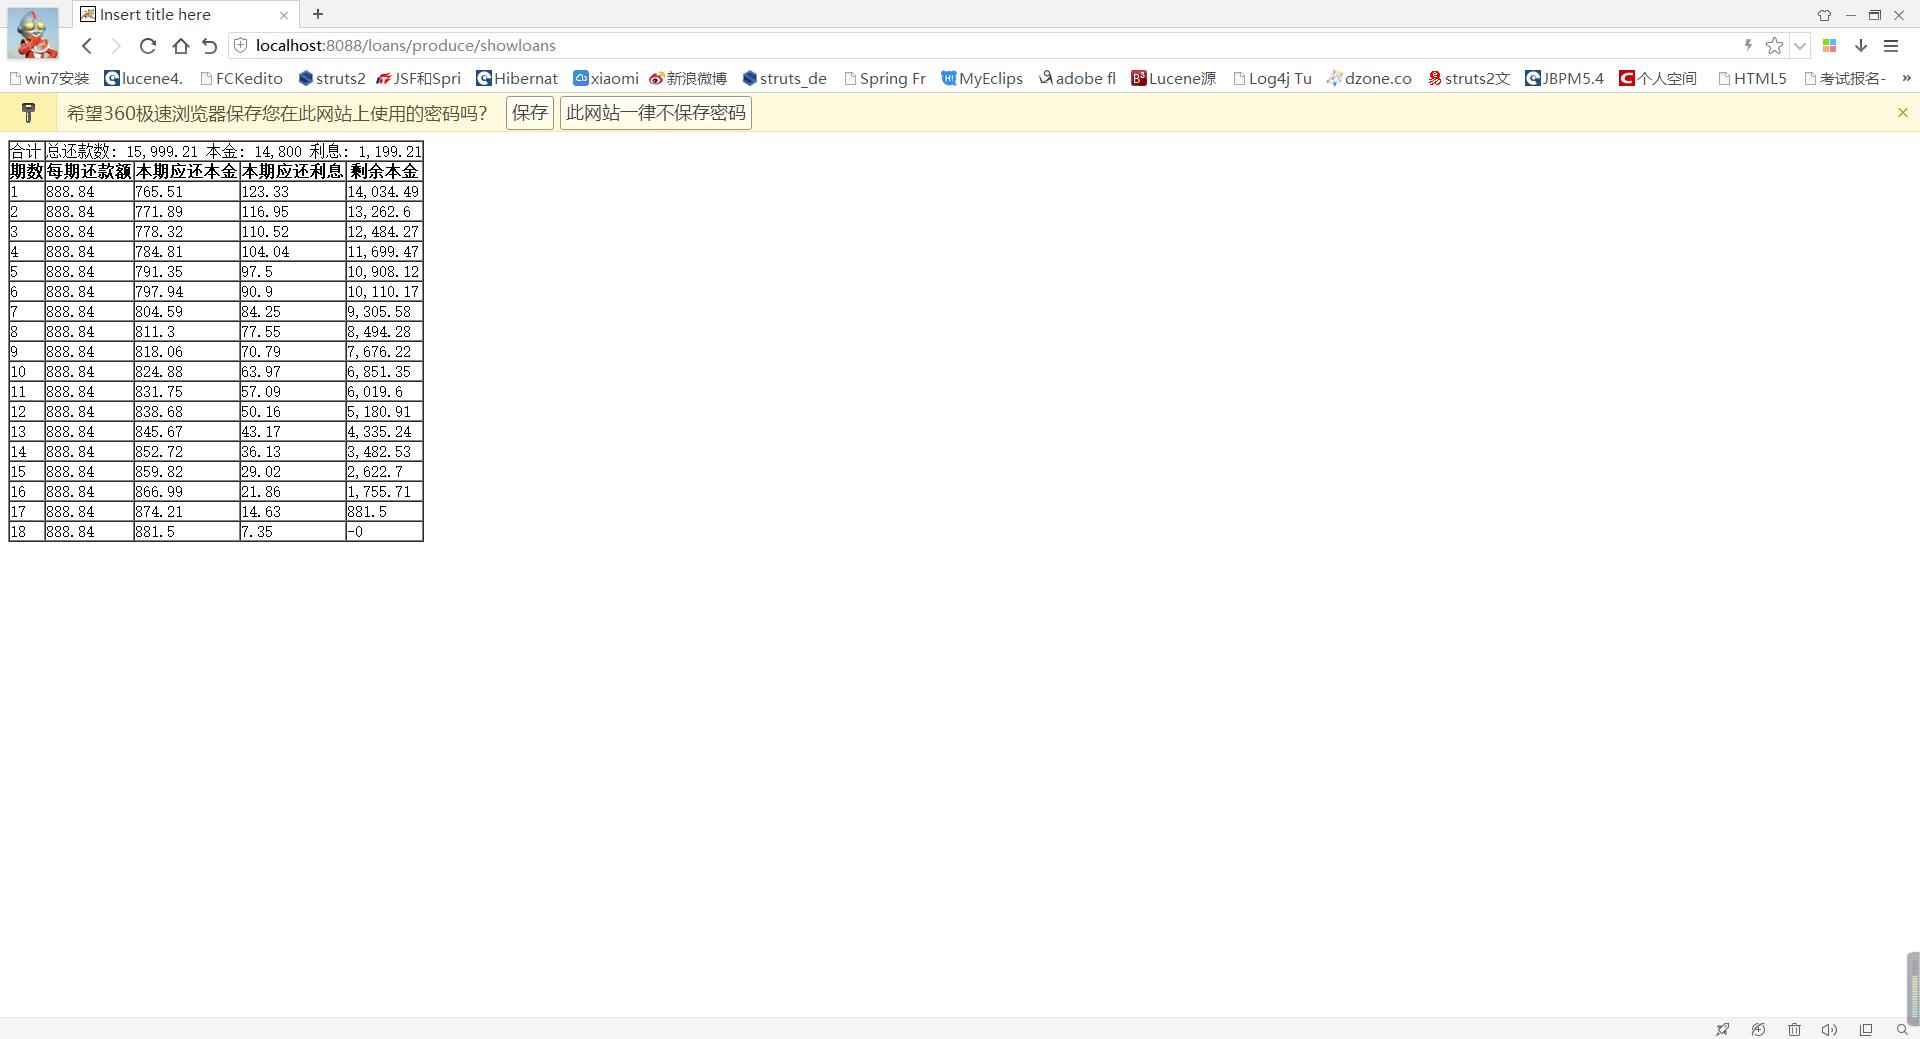 Insert title here
localhost:8088/loans/produce/showloans
win7安装 lucene4. FCKedito struts2 JSF和Spri Hibernat xiaomi 新浪微博 struts_de Spring Fr MyEclips adobe fl Lucene源 Log4j Tu dzone.co struts2文 JBPM5.4 个人空间 HTML5 考试报名- »
希望360极速浏览器保存您在此网站上使用的密码吗? 保存 此网站一律不保存密码
合计 总还款数: 15,999.21 本金: 14,800 利息: 1,199.21
期数 每期还款额 本期应还本金 本期应还利息 剩余本金
1 888.84 765.51 123.33 14,034.49
2 888.84 771.89 116.95 13,262.6
3 888.84 778.32 110.52 12,484.27
4 888.84 784.81 104.04 11,699.47
5 888.84 791.35 97.5 10,908.12
6 888.84 797.94 90.9 10,110.17
7 888.84 804.59 84.25 9,305.58
8 888.84 811.3 77.55 8,494.28
9 888.84 818.06 70.79 7,676.22
10 888.84 824.88 63.97 6,851.35
11 888.84 831.75 57.09 6,019.6
12 888.84 838.68 50.16 5,180.91
13 888.84 845.67 43.17 4,335.24
14 888.84 852.72 36.13 3,482.53
15 888.84 859.82 29.02 2,622.7
16 888.84 866.99 21.86 1,755.71
17 888.84 874.21 14.63 881.5
18 888.84 881.5 7.35 -0